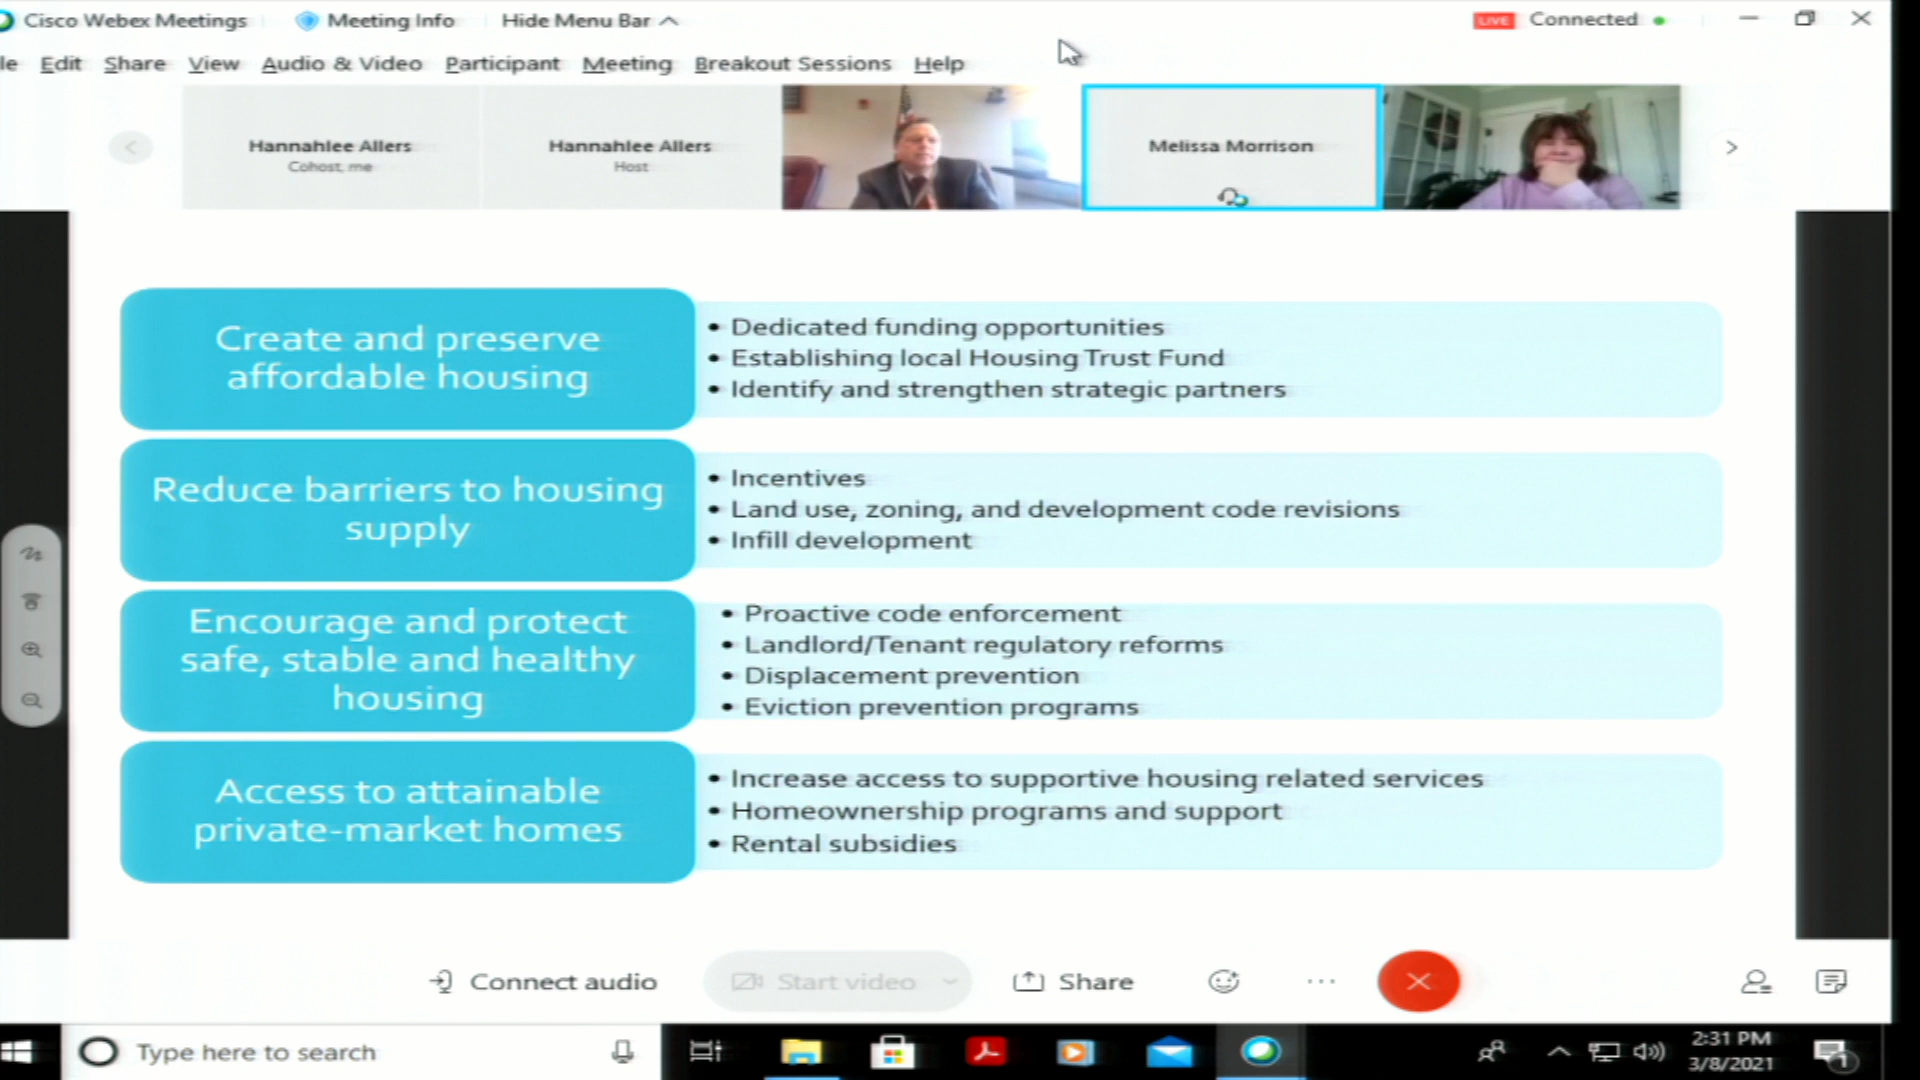 Cisco Webex Meetings
Meeting Info
Hide Menu Bar
LIVE
Connected
le Edit Share View Audio & Video Participant Meeting Breakout Sessions Help
Hannahlee Allers
Cohost, me
Hannahlee Allers
Host
Melissa Morrison
Create and preserve
affordable housing
• Dedicated funding opportunities
• Establishing local Housing Trust Fund
• Identify and strengthen strategic partners
Reduce barriers to housing
supply
• Incentives
• Land use, zoning, and development code revisions
• Infill development
Encourage and protect
safe, stable and healthy
housing
• Proactive code enforcement
• Landlord/Tenant regulatory reforms
• Displacement prevention
• Eviction prevention programs
Access to attainable
private-market homes
• Increase access to supportive housing related services
• Homeownership programs and support
• Rental subsidies
Connect audio
Start video
Share
Type here to search
2:31 PM
3/8/2021
1